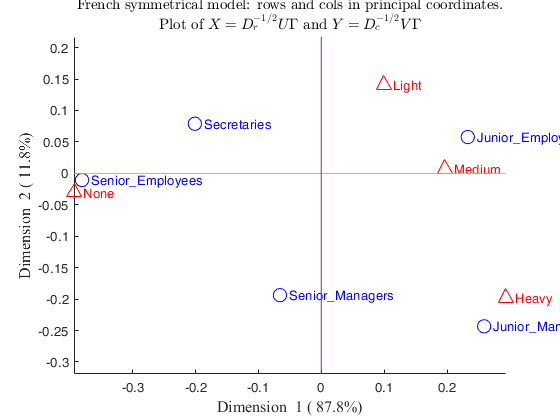 French symmetrical model: rows and cols in principal coordinates.
Plot of X = D_r^{-1/2}UΓ and Y = D_c^{-1/2}VΓ
0.2
0.15
Light
0.1
Secretaries
0.05
Junior_Employ
0
Medium
Senior_Employees
None
-0.05
-0.1
-0.15
-0.2
Senior_Managers
Heavy
-0.25
Junior_Man
-0.3
-0.3
-0.2
-0.1
0
0.1
0.2
Dimension 2 ( 11.8%)
Dimension 1 ( 87.8%)